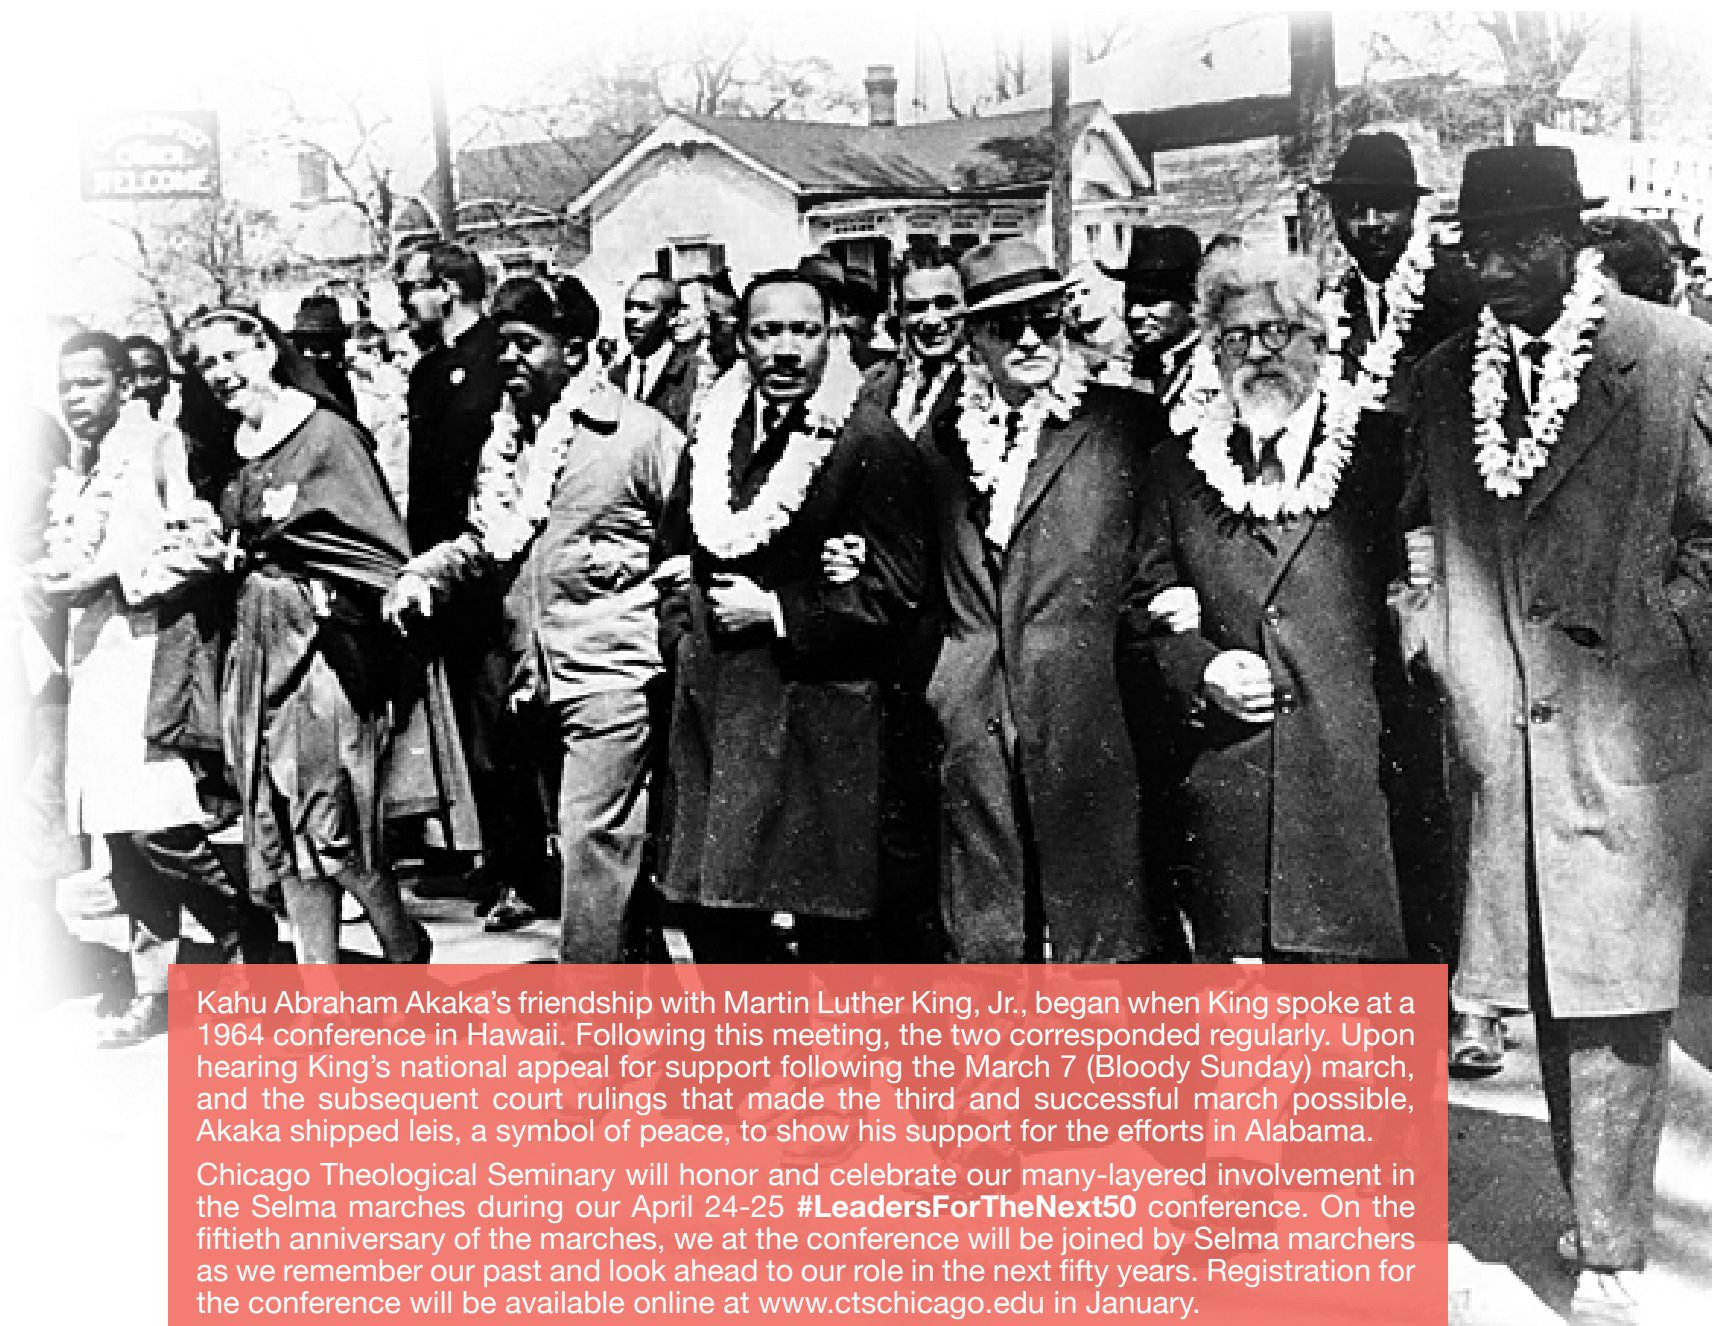 WELCOME
Kahu Abraham Akaka's friendship with Martin Luther King, Jr., began when King spoke at a
1964 conference in Hawaii. Following this meeting, the two corresponded regularly. Upon
hearing King's national appeal for support following the March 7 (Bloody Sunday) march,
and the subsequent court rulings that made the third and successful march possible,
Akaka shipped leis, a symbol of peace, to show his support for the efforts in Alabama.
Chicago Theological Seminary will honor and celebrate our many-layered involvement in
the Selma marches during our April 24-25 #LeadersForTheNext50 conference. On the
fiftieth anniversary of the marches, we at the conference will be joined by Selma marchers
as we remember our past and look ahead to our role in the next fifty years. Registration for
the conference will be available online at www.ctschicago.edu in January.